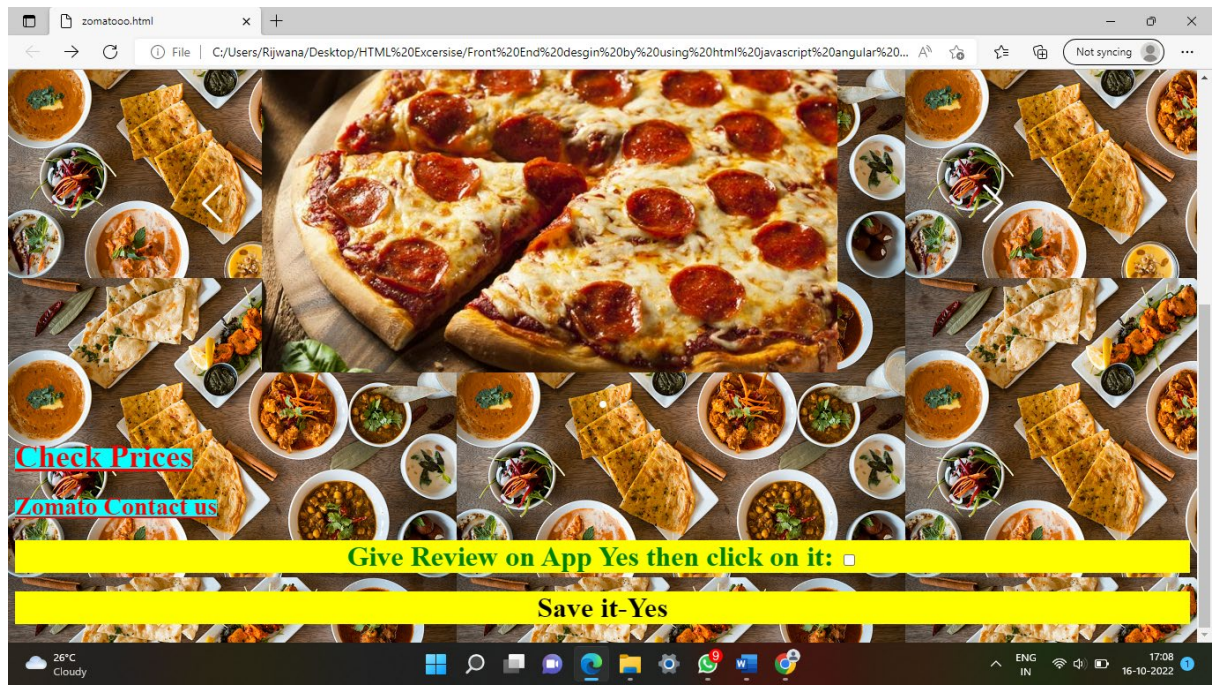 zomatooo.html
File
C:/Users/Rijwana/Desktop/HTML%20Excersise/Front%20End%20desgin%20by%20using%20html%20javascript%20angular%20...
Not syncing
Check Prices
Zomato Contact us
Give Review on App Yes then click on it:
Save it-Yes
26°C
Cloudy
9
ENG
IN
17:08
16-10-2022
1